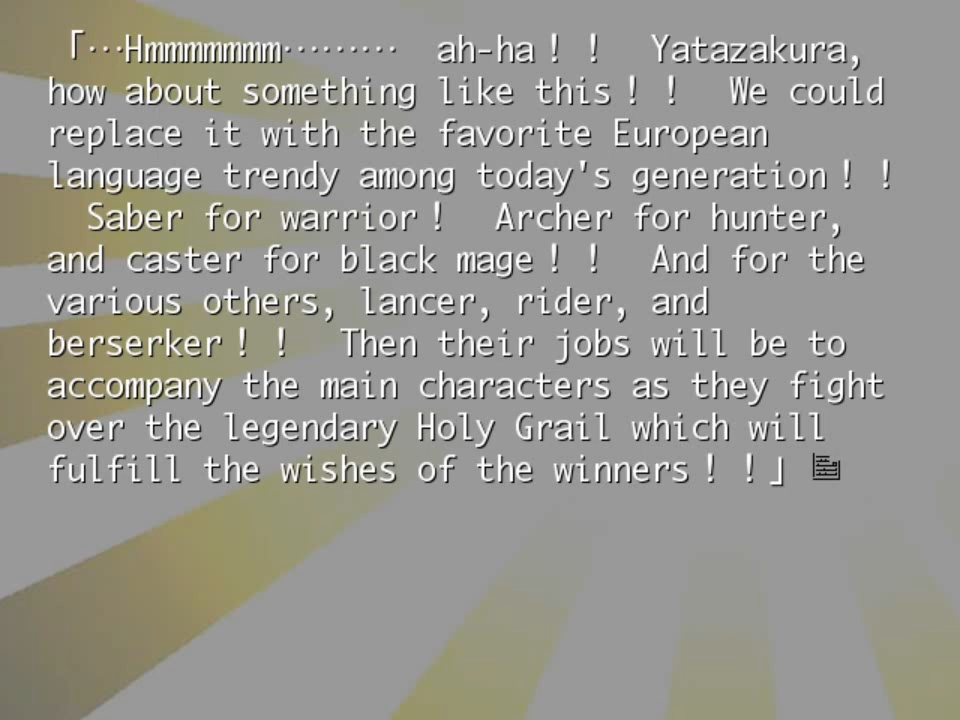 「…Hmmmmmmm………  ah-ha！！  Yatazakura,
how about something like this！！  We could
replace it with the favorite European
language trendy among today's generation！！
Saber for warrior！  Archer for hunter,
and caster for black mage！！  And for the
various others, lancer, rider, and
berserker！！  Then their jobs will be to
accompany the main characters as they fight
over the legendary Holy Grail which will
fulfill the wishes of the winners！！」